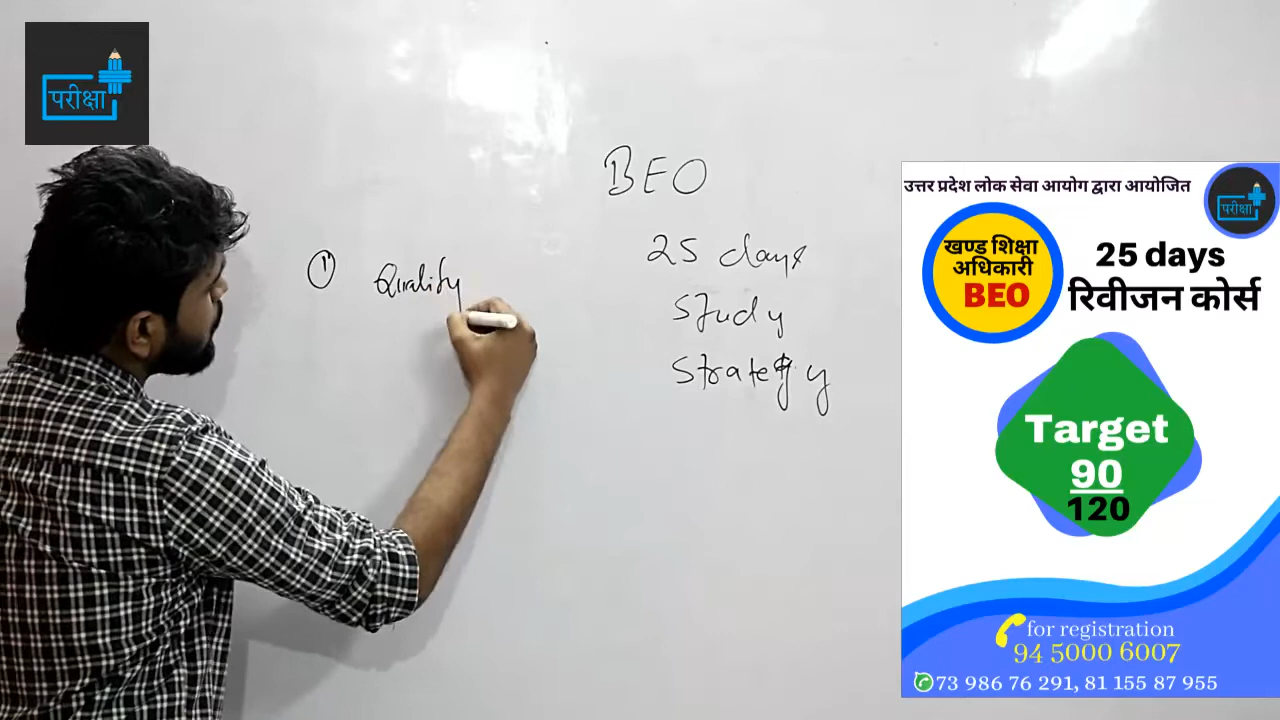 परीक्षा
BEO
25 days
Study
Strategy
① Quality
उत्तर प्रदेश लोक सेवा आयोग द्वारा आयोजित
परीक्षा
खण्ड शिक्षा
अधिकारी
BEO
25 days
रिवीजन कोर्स
Target
90
120
for registration
94 5000 6007
73 986 76 291, 81 155 87 955